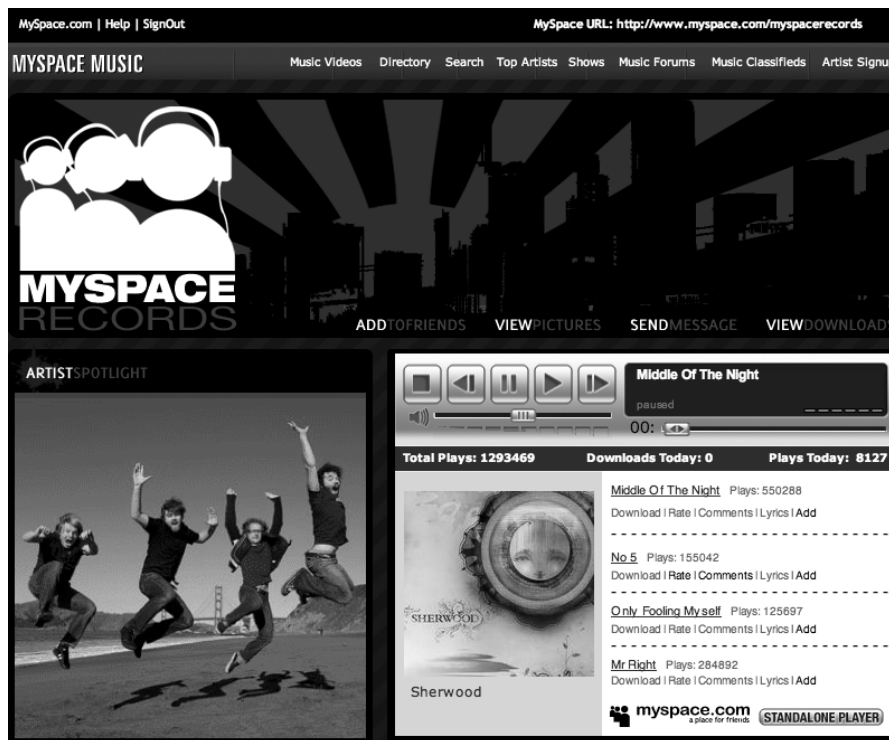 MySpace.com | Help | SignOut
MySpace URL: http://www.myspace.com/myspacerecords
MYSPACE MUSIC
Music Videos Directory Search Top Artists Shows Music Forums Music Classifieds Artist Signu
MYSPACE
RECORDS
ADDTOFRIENDS VIEWPICTURES SENDMESSAGE VIEWDOWNLOADS
ARTISTSPOTLIGHT
Middle Of The Night
paused
00:
Total Plays: 1293469 Downloads Today: 0 Plays Today: 8127
SHERWOOD
Sherwood
Middle Of The Night Plays: 550288
Download | Rate | Comments | Lyrics | Add
No 5 Plays: 155042
Download | Rate | Comments | Lyrics | Add
Only Fooling Myself Plays: 125697
Download | Rate | Comments | Lyrics | Add
Mr Right Plays: 284892
Download | Rate | Comments | Lyrics | Add
myspace.com
a place for friends
STANDALONE PLAYER